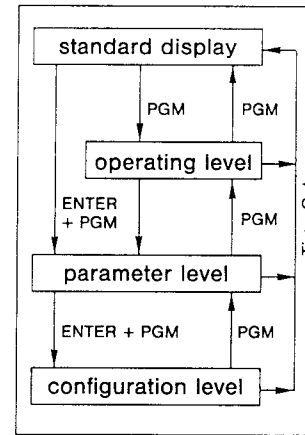 standard display
PGM PGM
operating level
ENTER
+ PGM
PGM
parameter level
ENTER + PGM PGM
configuration level